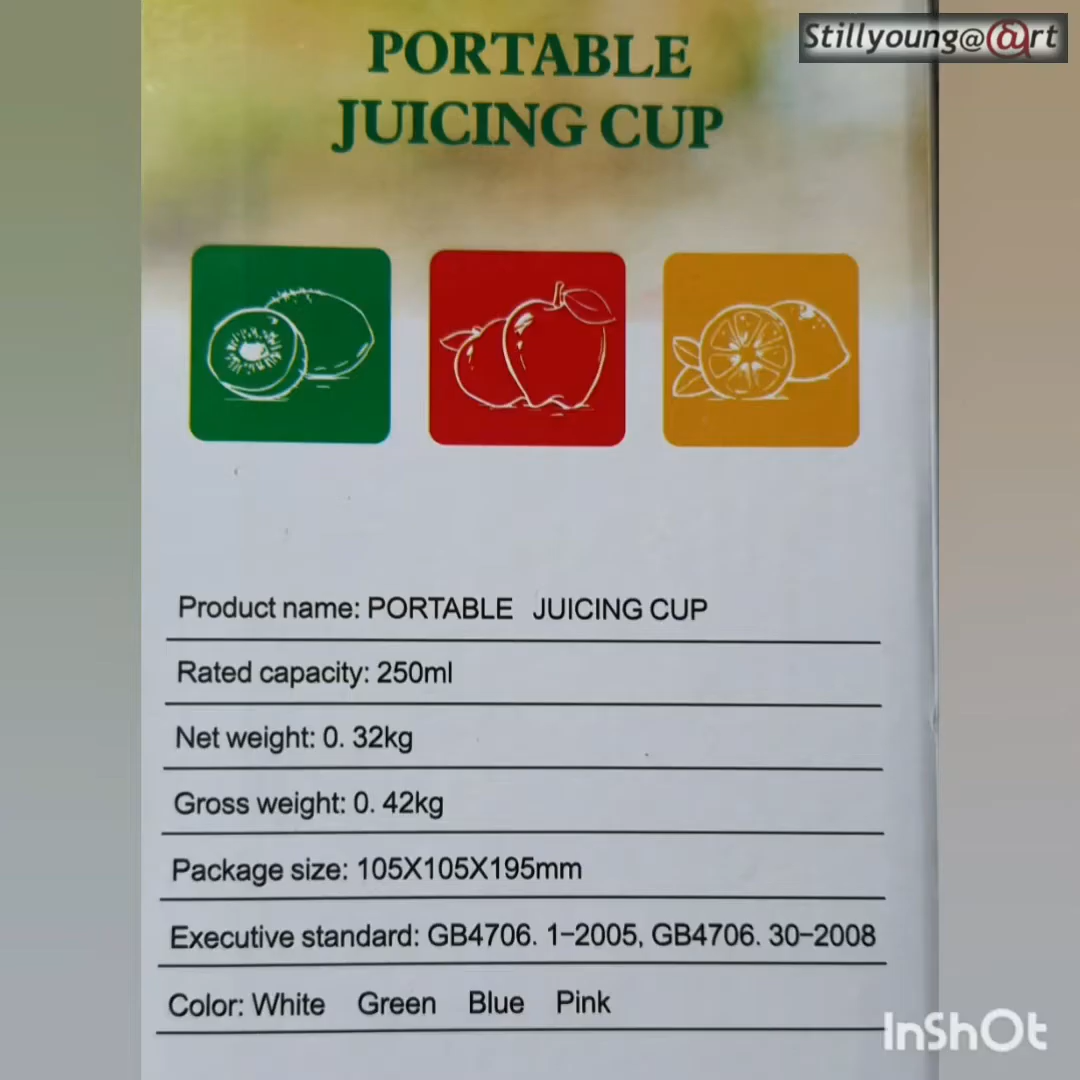 Stillyoung@@rt
PORTABLE
JUICING CUP
Product name: PORTABLE JUICING CUP
Rated capacity: 250ml
Net weight: 0. 32kg
Gross weight: 0. 42kg
Package size: 105X105X195mm
Executive standard: GB4706. 1-2005, GB4706. 30-2008
Color: White Green Blue Pink
InShOt